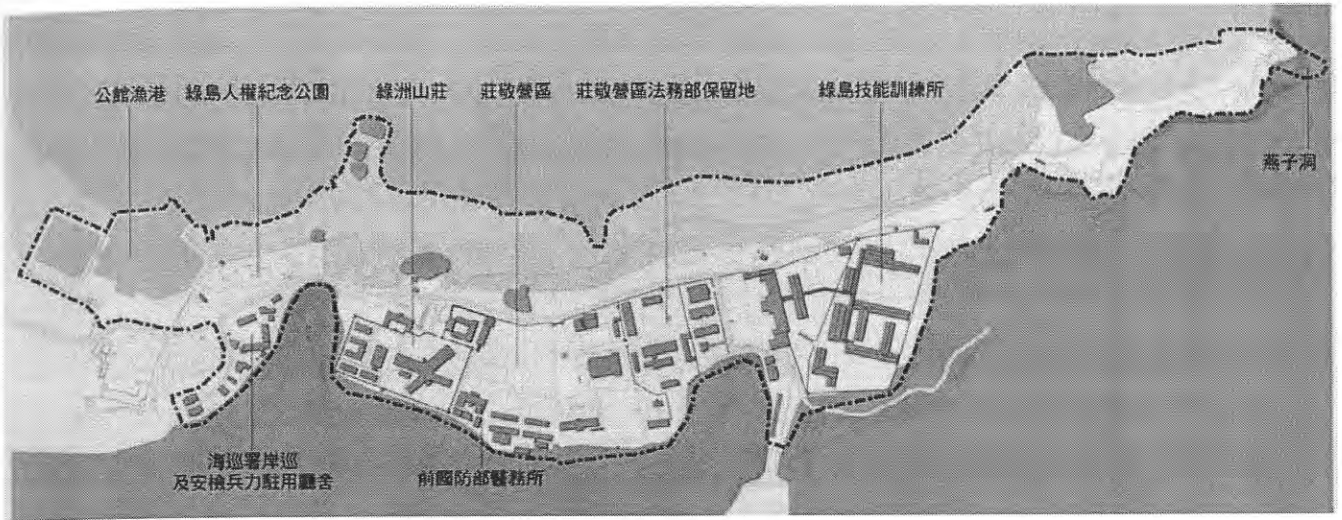 公館漁港
綠島人權紀念公園
綠洲山莊
莊敬營區
莊敬營區法務部保留地
綠島技能訓練所
燕子洞
海巡署岸巡
及安檢兵力駐用廳舍
前國防部醫務所